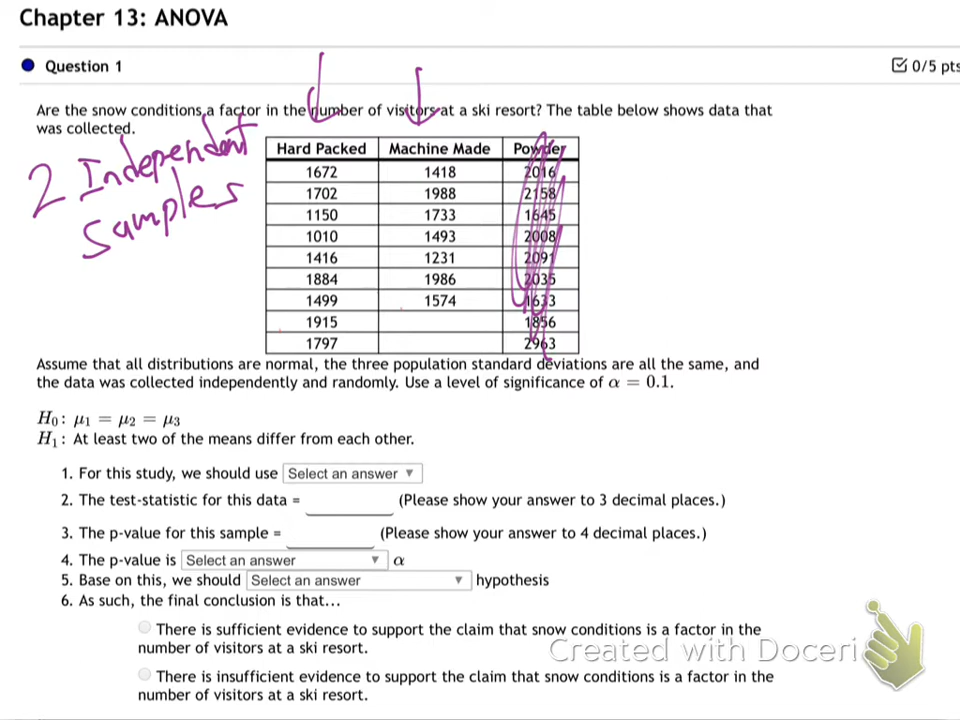 Chapter 13: ANOVA
Question 1
0/5 pts
Are the snow conditions a factor in the number of visitors at a ski resort? The table below shows data that
was collected.
2 Independent
Samples
Hard Packed Machine Made Powder
1672 1418 2016
1702 1988 2158
1150 1733 1645
1010 1493 2008
1416 1231 2091
1884 1986 2035
1499 1574 1633
1915 1856
1797 2963
Assume that all distributions are normal, the three population standard deviations are all the same, and
the data was collected independently and randomly. Use a level of significance of α = 0.1.
H₀: μ₁ = μ₂ = μ₃
H₁: At least two of the means differ from each other.
1. For this study, we should use Select an answer
2. The test-statistic for this data = (Please show your answer to 3 decimal places.)
3. The p-value for this sample = (Please show your answer to 4 decimal places.)
4. The p-value is Select an answer α
5. Base on this, we should Select an answer hypothesis
6. As such, the final conclusion is that...
There is sufficient evidence to support the claim that snow conditions is a factor in the
number of visitors at a ski resort.
There is insufficient evidence to support the claim that snow conditions is a factor in the
number of visitors at a ski resort.
Created with Doceri